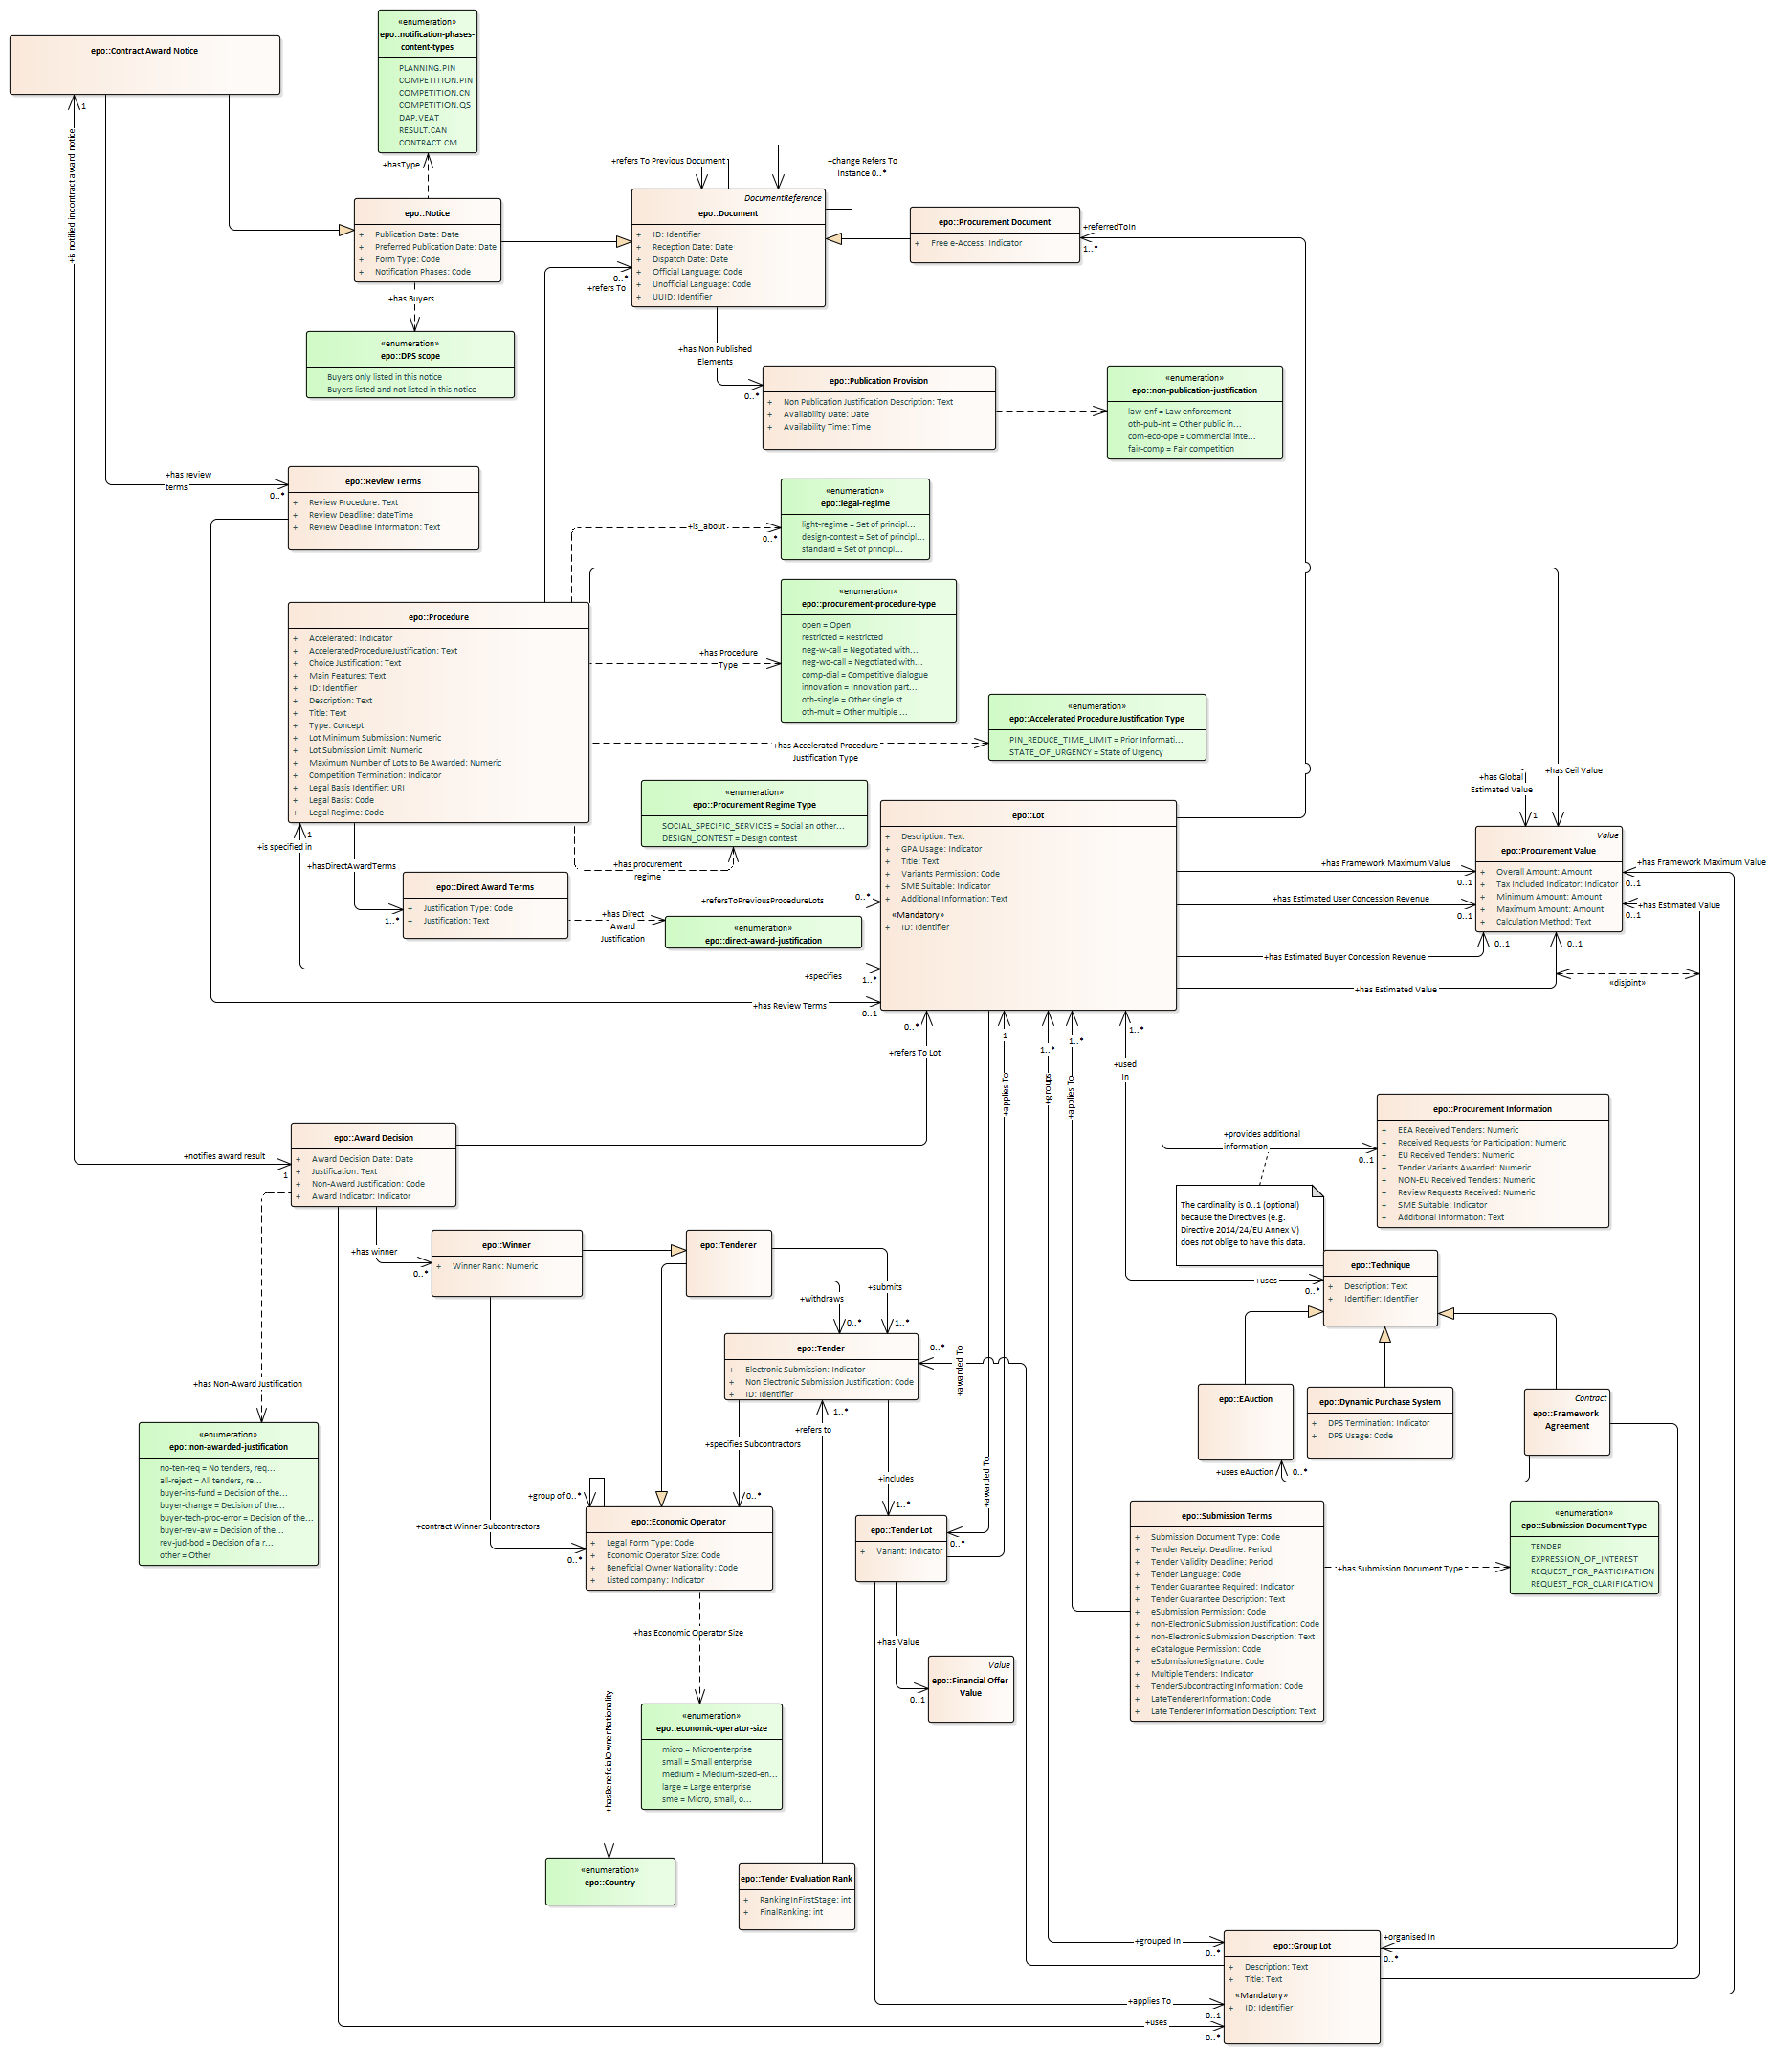 epo::Contract Award Notice
«enumeration»
epo::notification-phases-
content-types
PLANNING.PIN
COMPETITION.PIN
COMPETITION.CN
COMPETITION.QS
DAP.VEAT
RESULT.CAN
CONTRACT.CM
1
+is notified incontract award notice
+hasType
epo::Notice
+ Publication Date: Date
+ Preferred Publication Date: Date
+ Form Type: Code
+ Notification Phases: Code
+has Buyers
«enumeration»
epo::DPS scope
Buyers only listed in this notice
Buyers listed and not listed in this notice
+refers To Previous Document
+change Refers To
Instance 0..*
DocumentReference
epo::Document
+ ID: Identifier
+ Reception Date: Date
+ Dispatch Date: Date
+ Official Language: Code
+ Unofficial Language: Code
+ UUID: Identifier
0..*
+refers To
epo::Procurement Document
+ Free e-Access: Indicator
+referredToIn
1..*
+has Non Published
Elements
0..*
epo::Publication Provision
+ Non Publication Justification Description: Text
+ Availability Date: Date
+ Availability Time: Time
«enumeration»
epo::non-publication-justification
law-enf = Law enforcement
oth-pub-int = Other public in...
com-eco-ope = Commercial inte...
fair-comp = Fair competition
+has review
terms
0..*
epo::Review Terms
+ Review Procedure: Text
+ Review Deadline: dateTime
+ Review Deadline Information: Text
+is_about
0..*
«enumeration»
epo::legal-regime
light-regime = Set of principl...
design-contest = Set of principl...
standard = Set of principl...
epo::Procedure
+ Accelerated: Indicator
+ AcceleratedProcedureJustification: Text
+ Choice Justification: Text
+ Main Features: Text
+ ID: Identifier
+ Description: Text
+ Title: Text
+ Type: Concept
+ Lot Minimum Submission: Numeric
+ Lot Submission Limit: Numeric
+ Maximum Number of Lots to Be Awarded: Numeric
+ Competition Termination: Indicator
+ Legal Basis Identifier: URI
+ Legal Basis: Code
+ Legal Regime: Code
+has Procedure
Type
«enumeration»
epo::procurement-procedure-type
open = Open
restricted = Restricted
neg-w-call = Negotiated with...
neg-wo-call = Negotiated with...
comp-dial = Competitive dialogue
innovation = Innovation part...
oth-single = Other single st...
oth-mult = Other multiple ...
+has Accelerated Procedure
Justification Type
«enumeration»
epo::Accelerated Procedure Justification Type
PIN_REDUCE_TIME_LIMIT = Prior Informati...
STATE_OF_URGENCY = State of Urgency
+has Global
Estimated Value
1
+has Ceil Value
«enumeration»
epo::Procurement Regime Type
SOCIAL_SPECIFIC_SERVICES = Social an other...
DESIGN_CONTEST = Design contest
+has procurement
regime
1
+is specified in
+hasDirectAwardTerms
1..*
epo::Direct Award Terms
+ Justification Type: Code
+ Justification: Text
+refersToPreviousProcedureLots
0..*
+has Direct
Award
Justification
«enumeration»
epo::direct-award-justification
+specifies
1..*
+has Review Terms
0..1
epo::Lot
+ Description: Text
+ GPA Usage: Indicator
+ Title: Text
+ Variants Permission: Code
+ SME Suitable: Indicator
+ Additional Information: Text
«Mandatory»
+ ID: Identifier
Value
epo::Procurement Value
+ Overall Amount: Amount
+ Tax Included Indicator: Indicator
+ Minimum Amount: Amount
+ Maximum Amount: Amount
+ Calculation Method: Text
+has Framework Maximum Value
0..1
+has Estimated User Concession Revenue
0..1
+has Estimated Buyer Concession Revenue
0..1
+has Estimated Value
0..1
+has Framework Maximum Value
0..1
+has Estimated Value
0..1
«disjoint»
0..*
+refers To Lot
1
+applies To
1..*
+groups
1..*
+applies To
1..*
+used
In
+provides additional
information
0..1
epo::Procurement Information
+ EEA Received Tenders: Numeric
+ Received Requests for Participation: Numeric
+ EU Received Tenders: Numeric
+ Tender Variants Awarded: Numeric
+ NON-EU Received Tenders: Numeric
+ Review Requests Received: Numeric
+ SME Suitable: Indicator
+ Additional Information: Text
The cardinality is 0..1 (optional)
because the Directives (e.g.
Directive 2014/24/EU Annex V)
does not oblige to have this data.
+notifies award result
1
epo::Award Decision
+ Award Decision Date: Date
+ Justification: Text
+ Non-Award Justification: Code
+ Award Indicator: Indicator
+has winner
0..*
epo::Winner
+ Winner Rank: Numeric
epo::Tenderer
+submits
1..*
+withdraws
0..*
+uses
0..*
epo::Technique
+ Description: Text
+ Identifier: Identifier
epo::Tender
+ Electronic Submission: Indicator
+ Non Electronic Submission Justification: Code
+ ID: Identifier
0..*
+awarded To
epo::EAuction
epo::Dynamic Purchase System
+ DPS Termination: Indicator
+ DPS Usage: Code
Contract
epo::Framework
Agreement
+uses eAuction
0..*
+has Non-Award Justification
«enumeration»
epo::non-awarded-justification
no-ten-req = No tenders, req...
all-reject = All tenders, re...
buyer-ins-fund = Decision of the...
buyer-change = Decision of the...
buyer-tech-proc-error = Decision of the...
buyer-rev-aw = Decision of the...
rev-jud-bod = Decision of a r...
other = Other
1..*
+refers to
+specifies Subcontractors
0..*
+includes
1..*
+awarded To
0..*
+group of 0..*
+contract Winner Subcontractors
0..*
epo::Economic Operator
+ Legal Form Type: Code
+ Economic Operator Size: Code
+ Beneficial Owner Nationality: Code
+ Listed company: Indicator
epo::Tender Lot
+ Variant: Indicator
epo::Submission Terms
+ Submission Document Type: Code
+ Tender Receipt Deadline: Period
+ Tender Validity Deadline: Period
+ Tender Language: Code
+ Tender Guarantee Required: Indicator
+ Tender Guarantee Description: Text
+ eSubmission Permission: Code
+ non-Electronic Submission Justification: Code
+ non-Electronic Submission Description: Text
+ eCatalogue Permission: Code
+ eSubmissioneSignature: Code
+ Multiple Tenders: Indicator
+ TenderSubcontractingInformation: Code
+ LateTendererInformation: Code
+ Late Tenderer Information Description: Text
+has Submission Document Type
«enumeration»
epo::Submission Document Type
TENDER
EXPRESSION_OF_INTEREST
REQUEST_FOR_PARTICIPATION
REQUEST_FOR_CLARIFICATION
+has Economic Operator Size
+has Value
0..1
Value
epo::Financial Offer
Value
+hasBeneficialOwnerNationality
«enumeration»
epo::economic-operator-size
micro = Microenterprise
small = Small enterprise
medium = Medium-sized-en...
large = Large enterprise
sme = Micro, small, o...
«enumeration»
epo::Country
epo::Tender Evaluation Rank
+ RankingInFirstStage: int
+ FinalRanking: int
+grouped In
0..*
+organised In
0..*
epo::Group Lot
+ Description: Text
+ Title: Text
«Mandatory»
+ ID: Identifier
+applies To
0..1
+uses
0..*